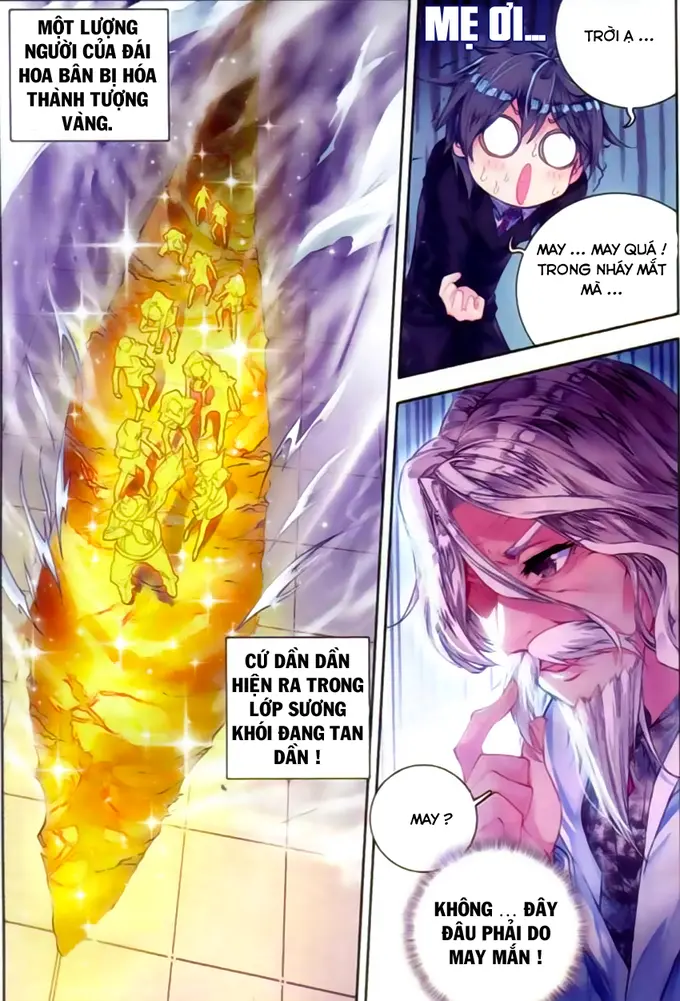 MỘT LƯỢNG
NGƯỜI CỦA ĐÁI
HOA BÂN BỊ HÓA
THÀNH TƯỢNG
VÀNG.
MẸ ƠI...
TRỜI Ạ ...
MAY ... MAY QUÁ !
TRONG NHÁY MẮT
MÀ ...
CỨ DẦN DẦN
HIỆN RA TRONG
LỚP SƯƠNG
KHÓI ĐANG TAN
DẦN !
MAY ?
KHÔNG ... ĐÂY
ĐÂU PHẢI DO
MAY MẮN !